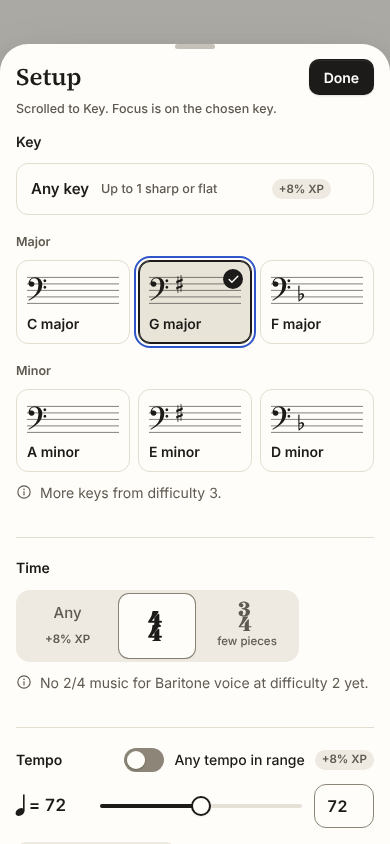 Setup
Done
Scrolled to Key. Focus is on the chosen key.
Key
Any key Up to 1 sharp or flat +8% XP
Major
C major G major F major
Minor
A minor E minor D minor
More keys from difficulty 3.
Time
Any 4/4 3/4
+8% XP few pieces
No 2/4 music for Baritone voice at difficulty 2 yet.
Tempo Any tempo in range +8% XP
♩= 72 72